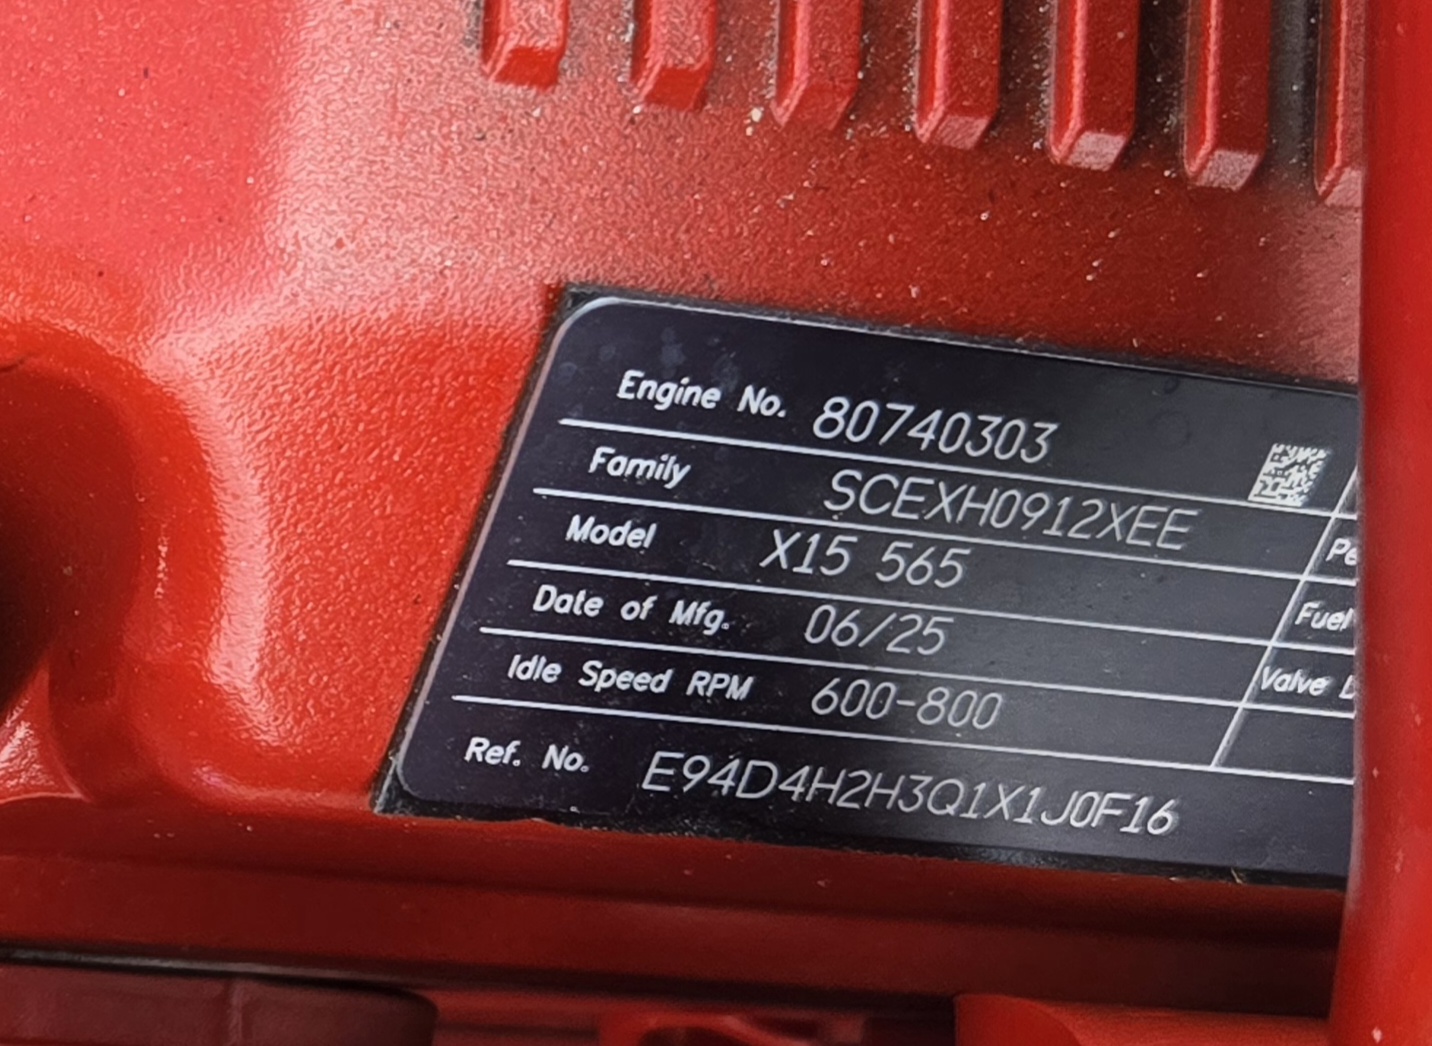 Engine No. 80740303
Family SCEXH0912XEE
Model X15 565
Date of Mfg. 06/25
Idle Speed RPM 600-800
Ref. No. E94D4H2H3Q1X1J0F16
Fuel
Valve